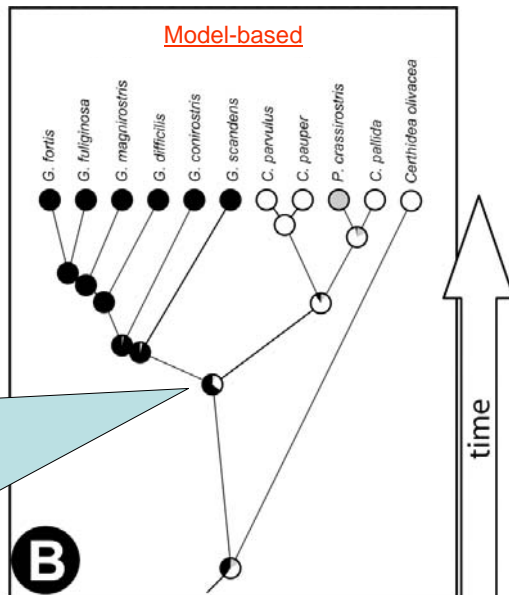 Model-based
G. fortis
G. fuliginosa
G. magnirostris
G. difficilis
G. conirostris
G. scandens
C. parvulus
C. pauper
P. crassirostris
C. pallida
Certhidea olivacea
time
B